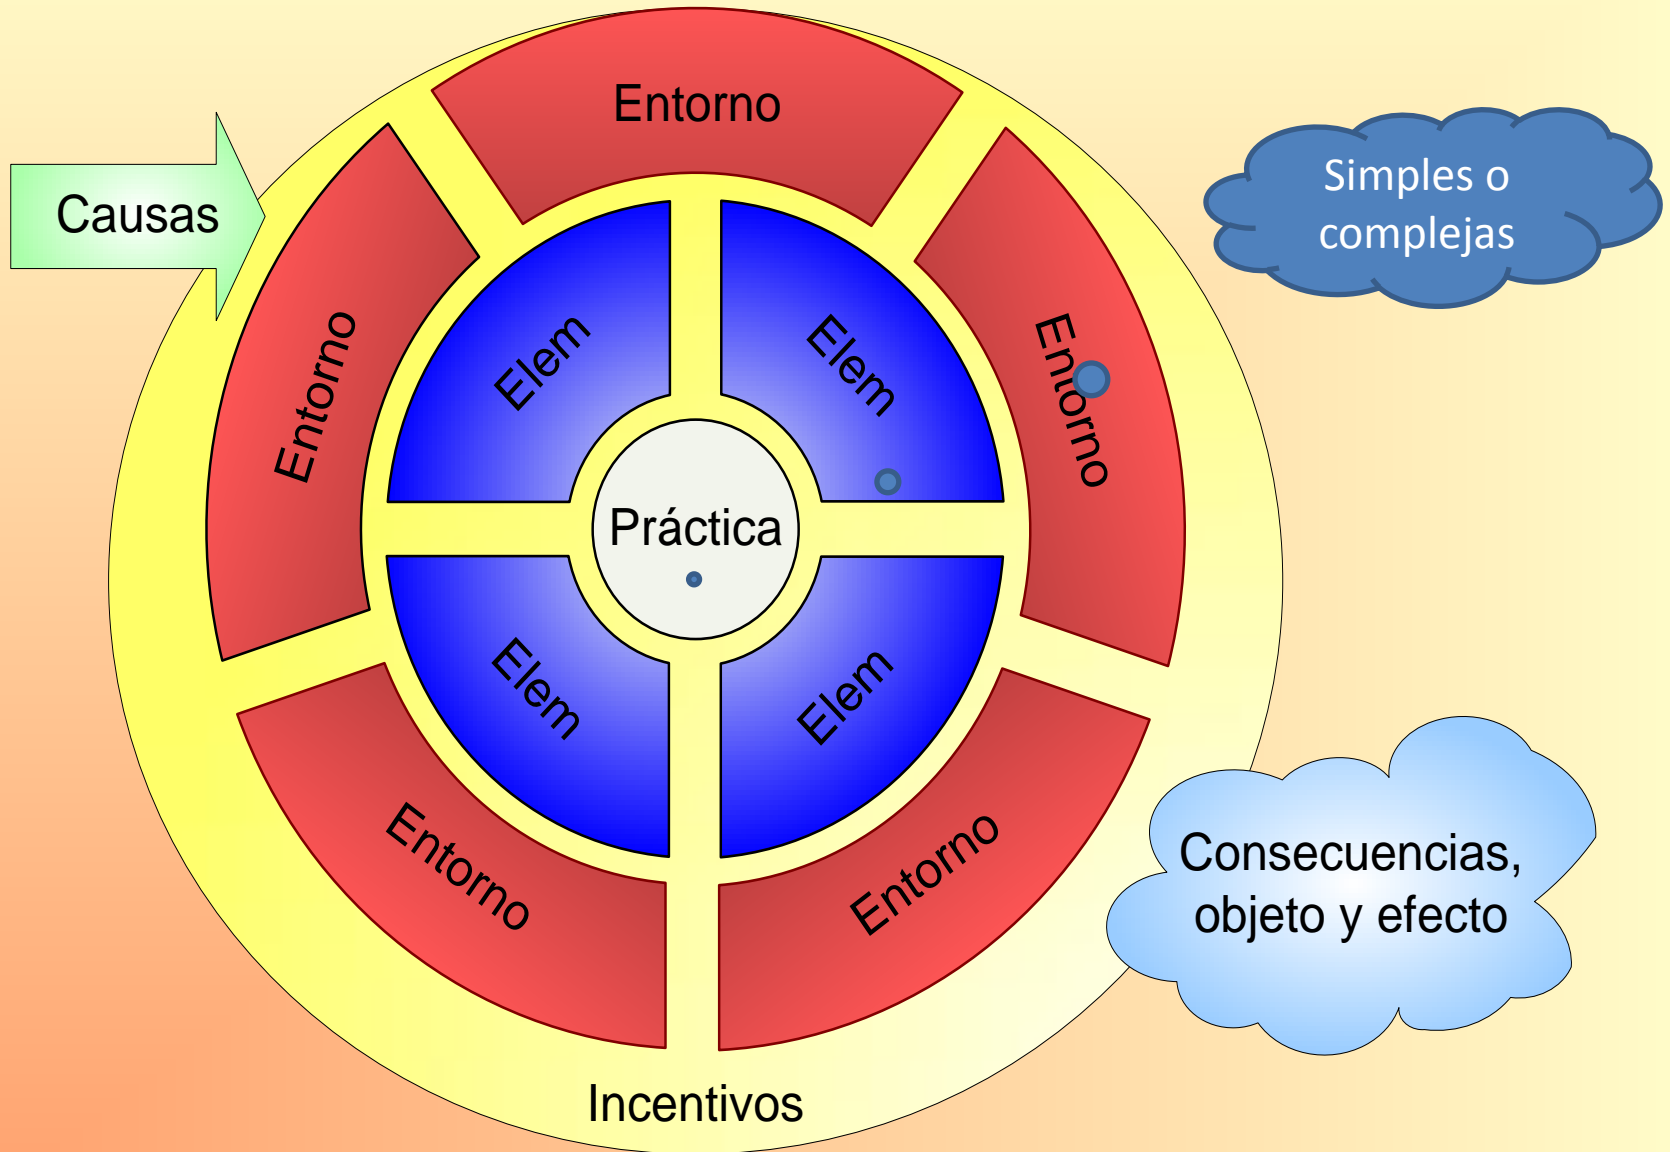 Entorno
Causas
Simples o
complejas
Entorno
Elem
Elem
Entorno
Práctica
Elem
Elem
Entorno
Entorno
Consecuencias,
objeto y efecto
Incentivos